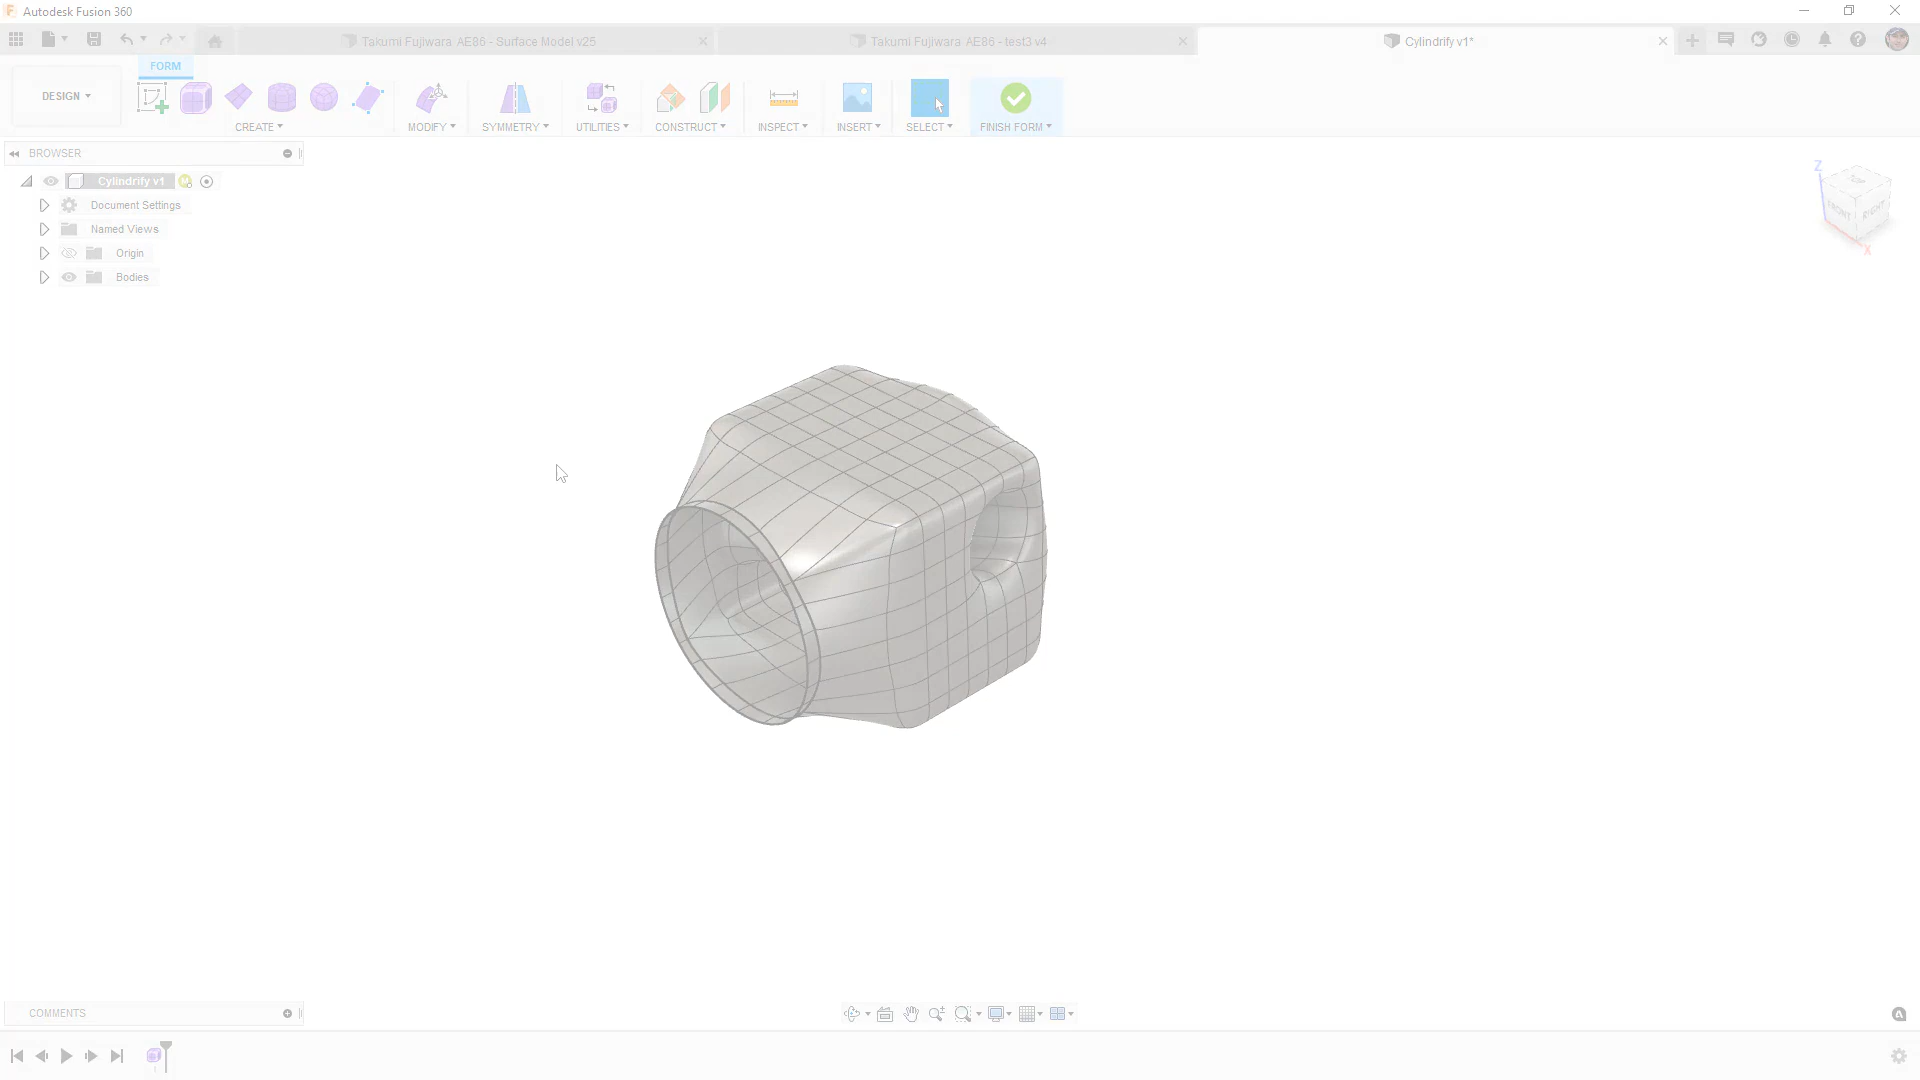 Autodesk Fusion 360
Takumi Fujiwara AE86 - Surface Model v25
Takumi Fujiwara AE86 - test3 v4
Cylindrify v1*
FORM
DESIGN
CREATE
MODIFY
SYMMETRY
UTILITIES
CONSTRUCT
INSPECT
INSERT
SELECT
FINISH FORM
BROWSER
Cylindrify v1
Document Settings
Named Views
Origin
Bodies
Z
FRONT
RIGHT
X
COMMENTS